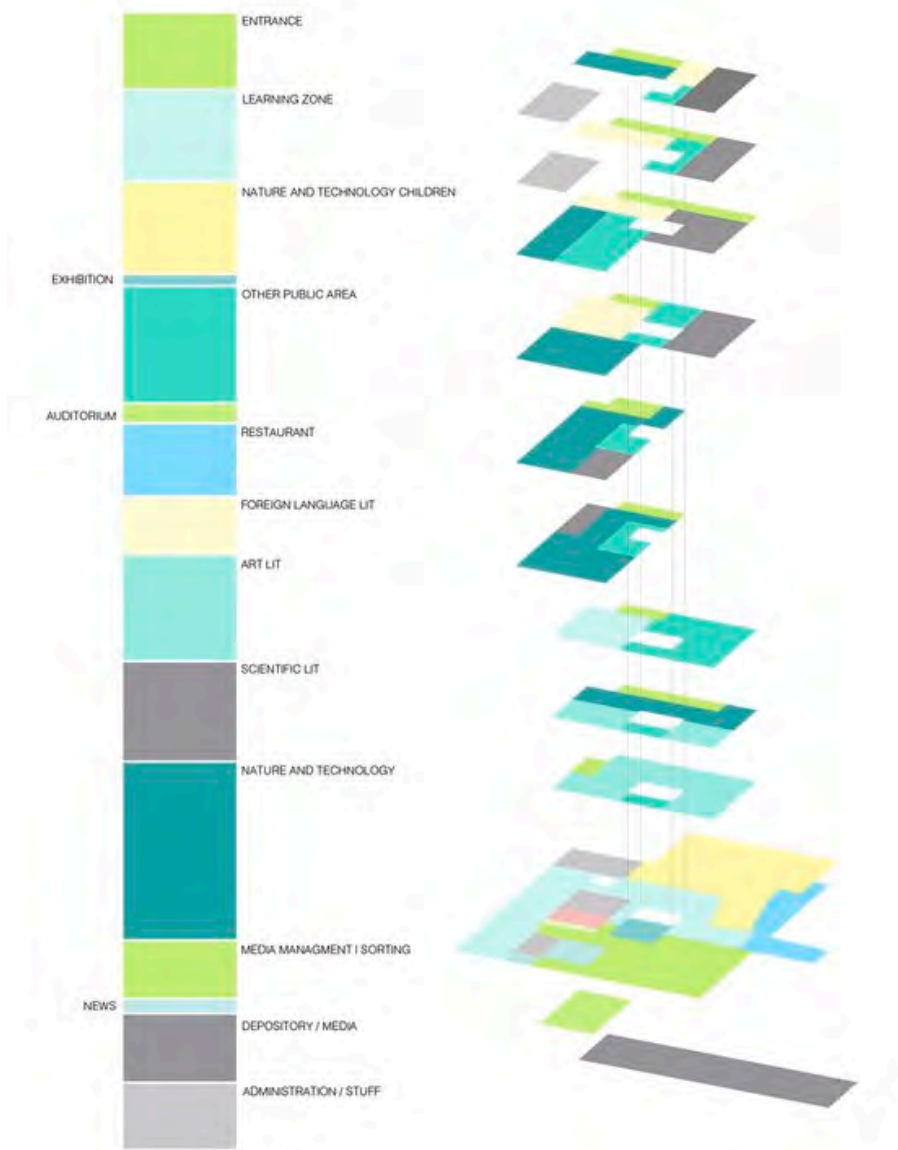 ENTRANCE
LEARNING ZONE
NATURE AND TECHNOLOGY CHILDREN
EXHIBITION
OTHER PUBLIC AREA
AUDITORIUM
RESTAURANT
FOREIGN LANGUAGE LIT
ART LIT
SCIENTIFIC LIT
NATURE AND TECHNOLOGY
MEDIA MANAGMENT I SORTING
NEWS
DEPOSITORY / MEDIA
ADMINISTRATION / STUFF